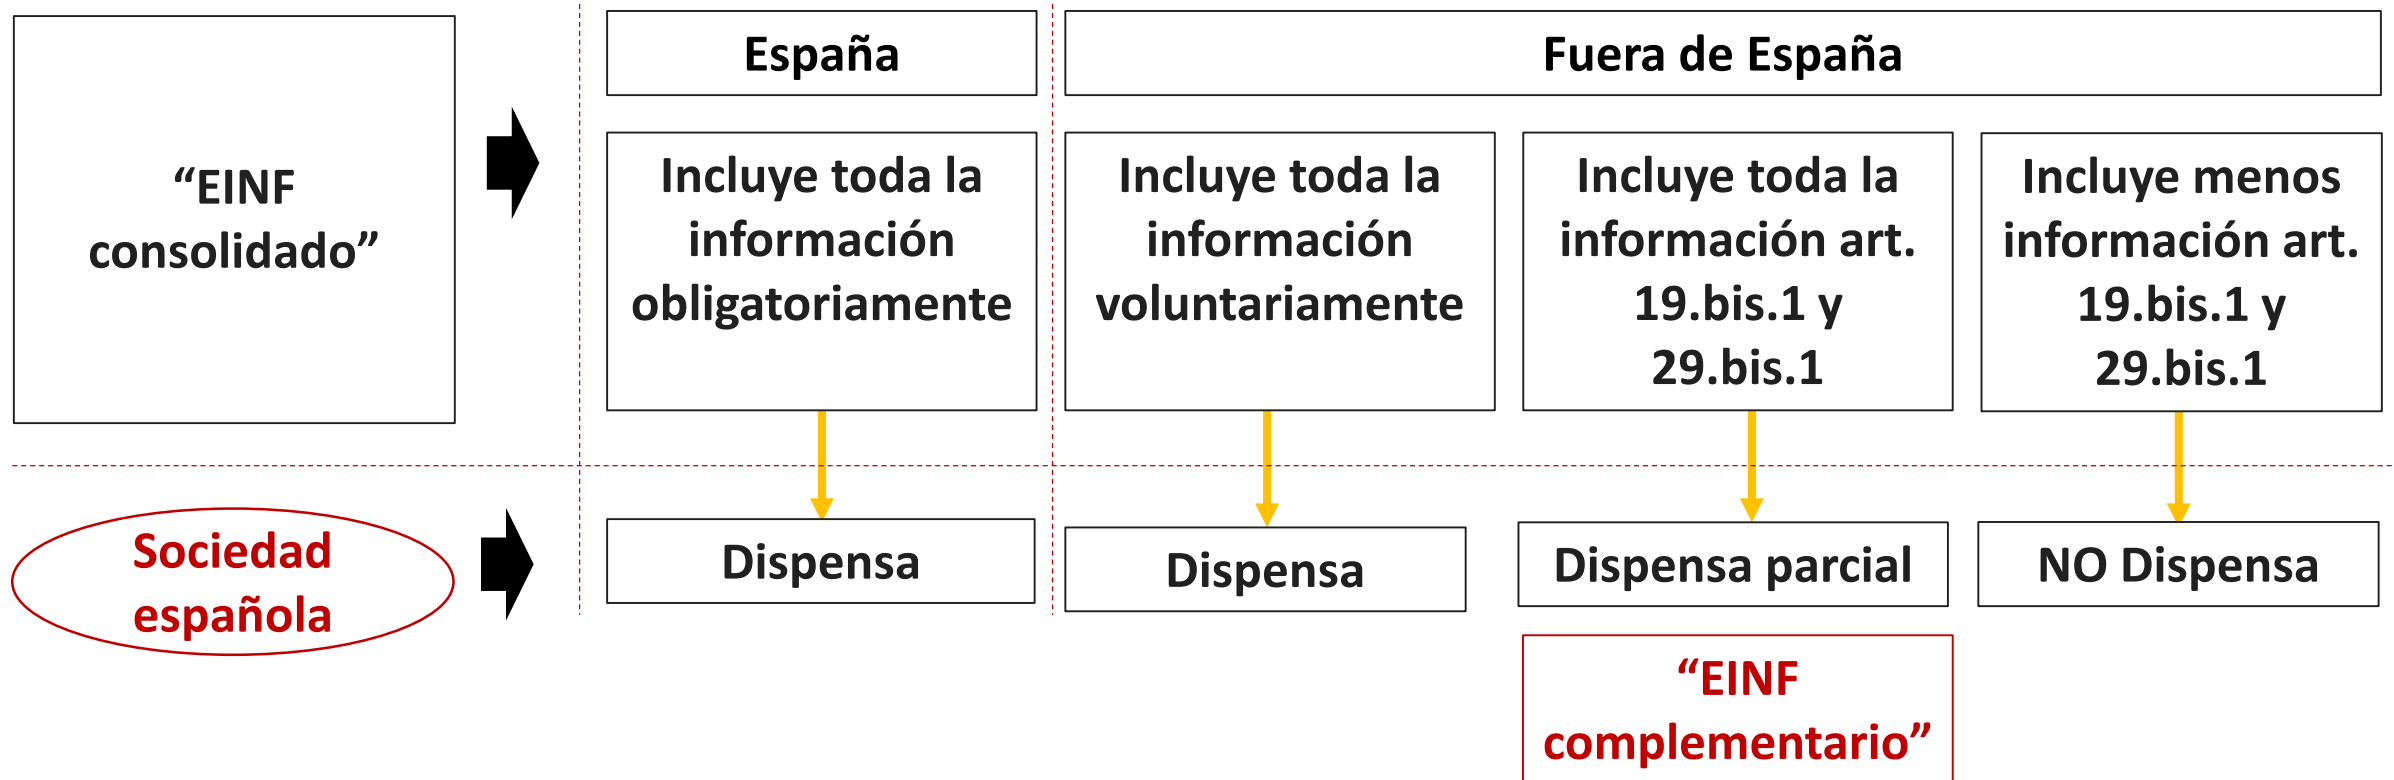 España
Fuera de España
“EINF
consolidado”
Incluye toda la
información
obligatoriamente
Incluye toda la
información
voluntariamente
Incluye toda la
información art.
19.bis.1 y
29.bis.1
Incluye menos
información art.
19.bis.1 y
29.bis.1
Sociedad
española
Dispensa
Dispensa
Dispensa parcial
NO Dispensa
“EINF
complementario”